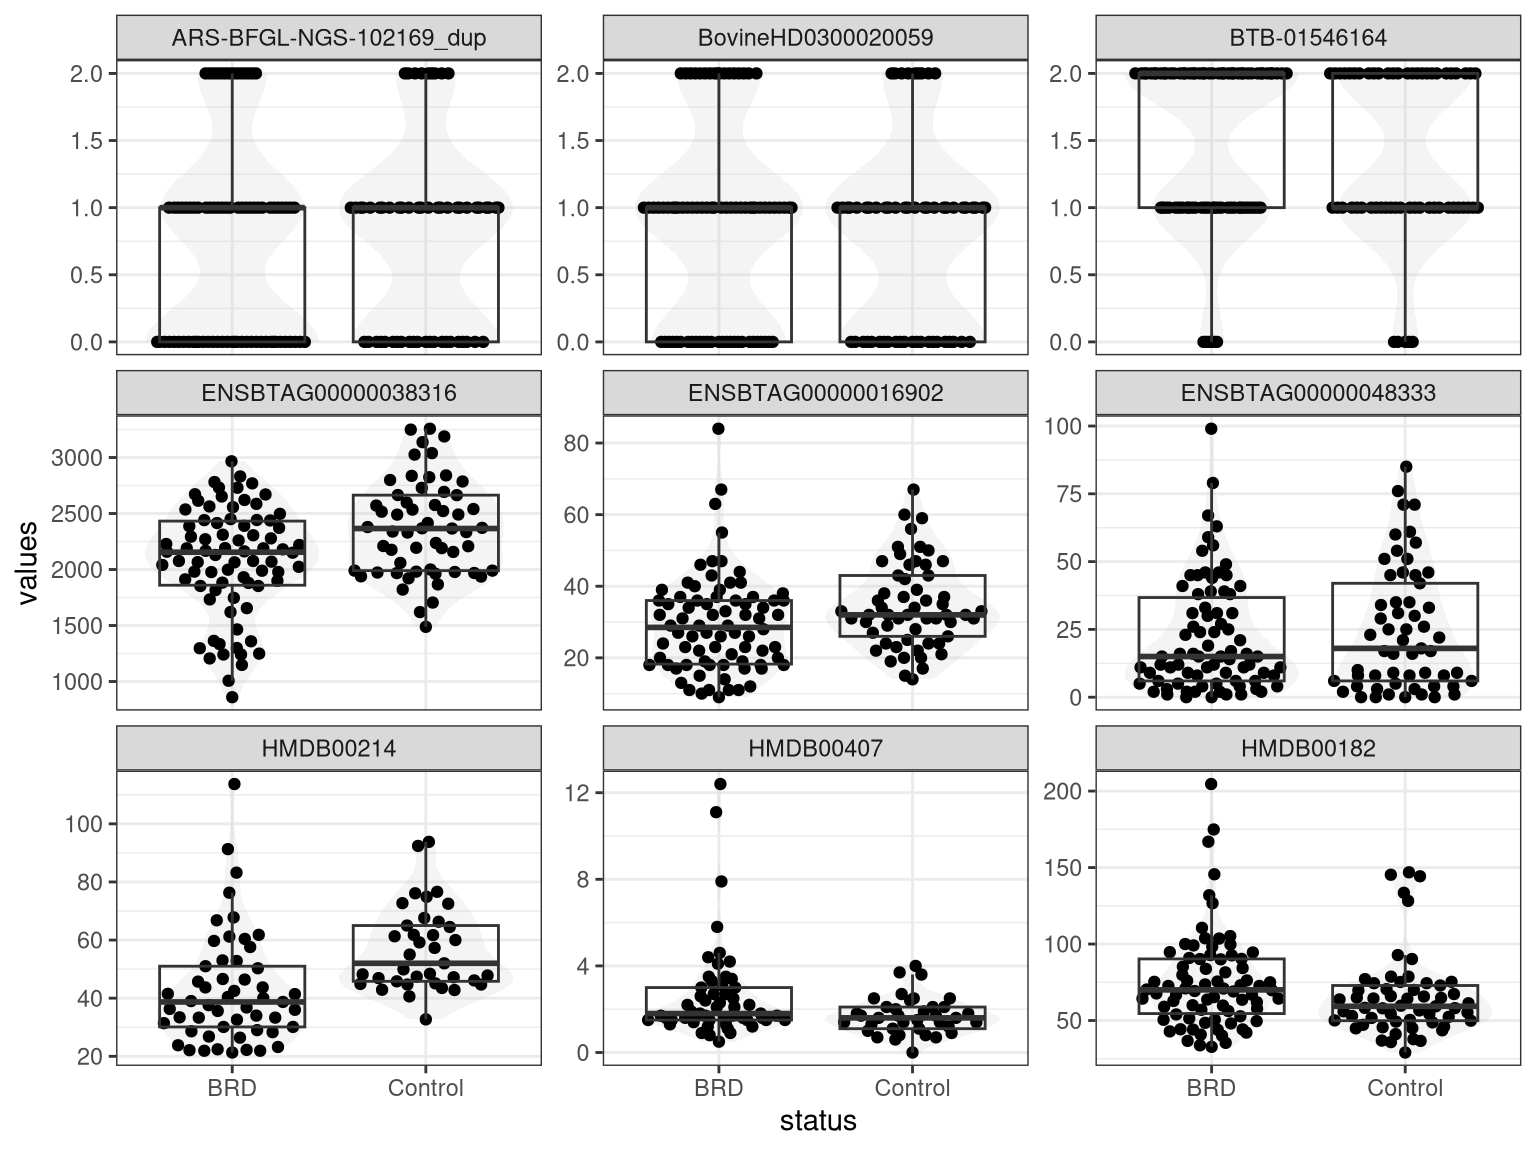 ARS-BFGL-NGS-102169_dup BovineHD0300020059 BTB-01546164
2.0 2.0 2.0
1.5 1.5 1.5
1.0 1.0 1.0
0.5 0.5 0.5
0.0 0.0 0.0
ENSBTAG00000038316 ENSBTAG00000016902 ENSBTAG00000048333
3000 80 100
2500 60 75
2000 40 50
1500 20 25
1000 0
values
HMDB00214 HMDB00407 HMDB00182
100 12 200
80 8 150
60 4 100
40 0 50
20
BRD Control BRD Control BRD Control
status